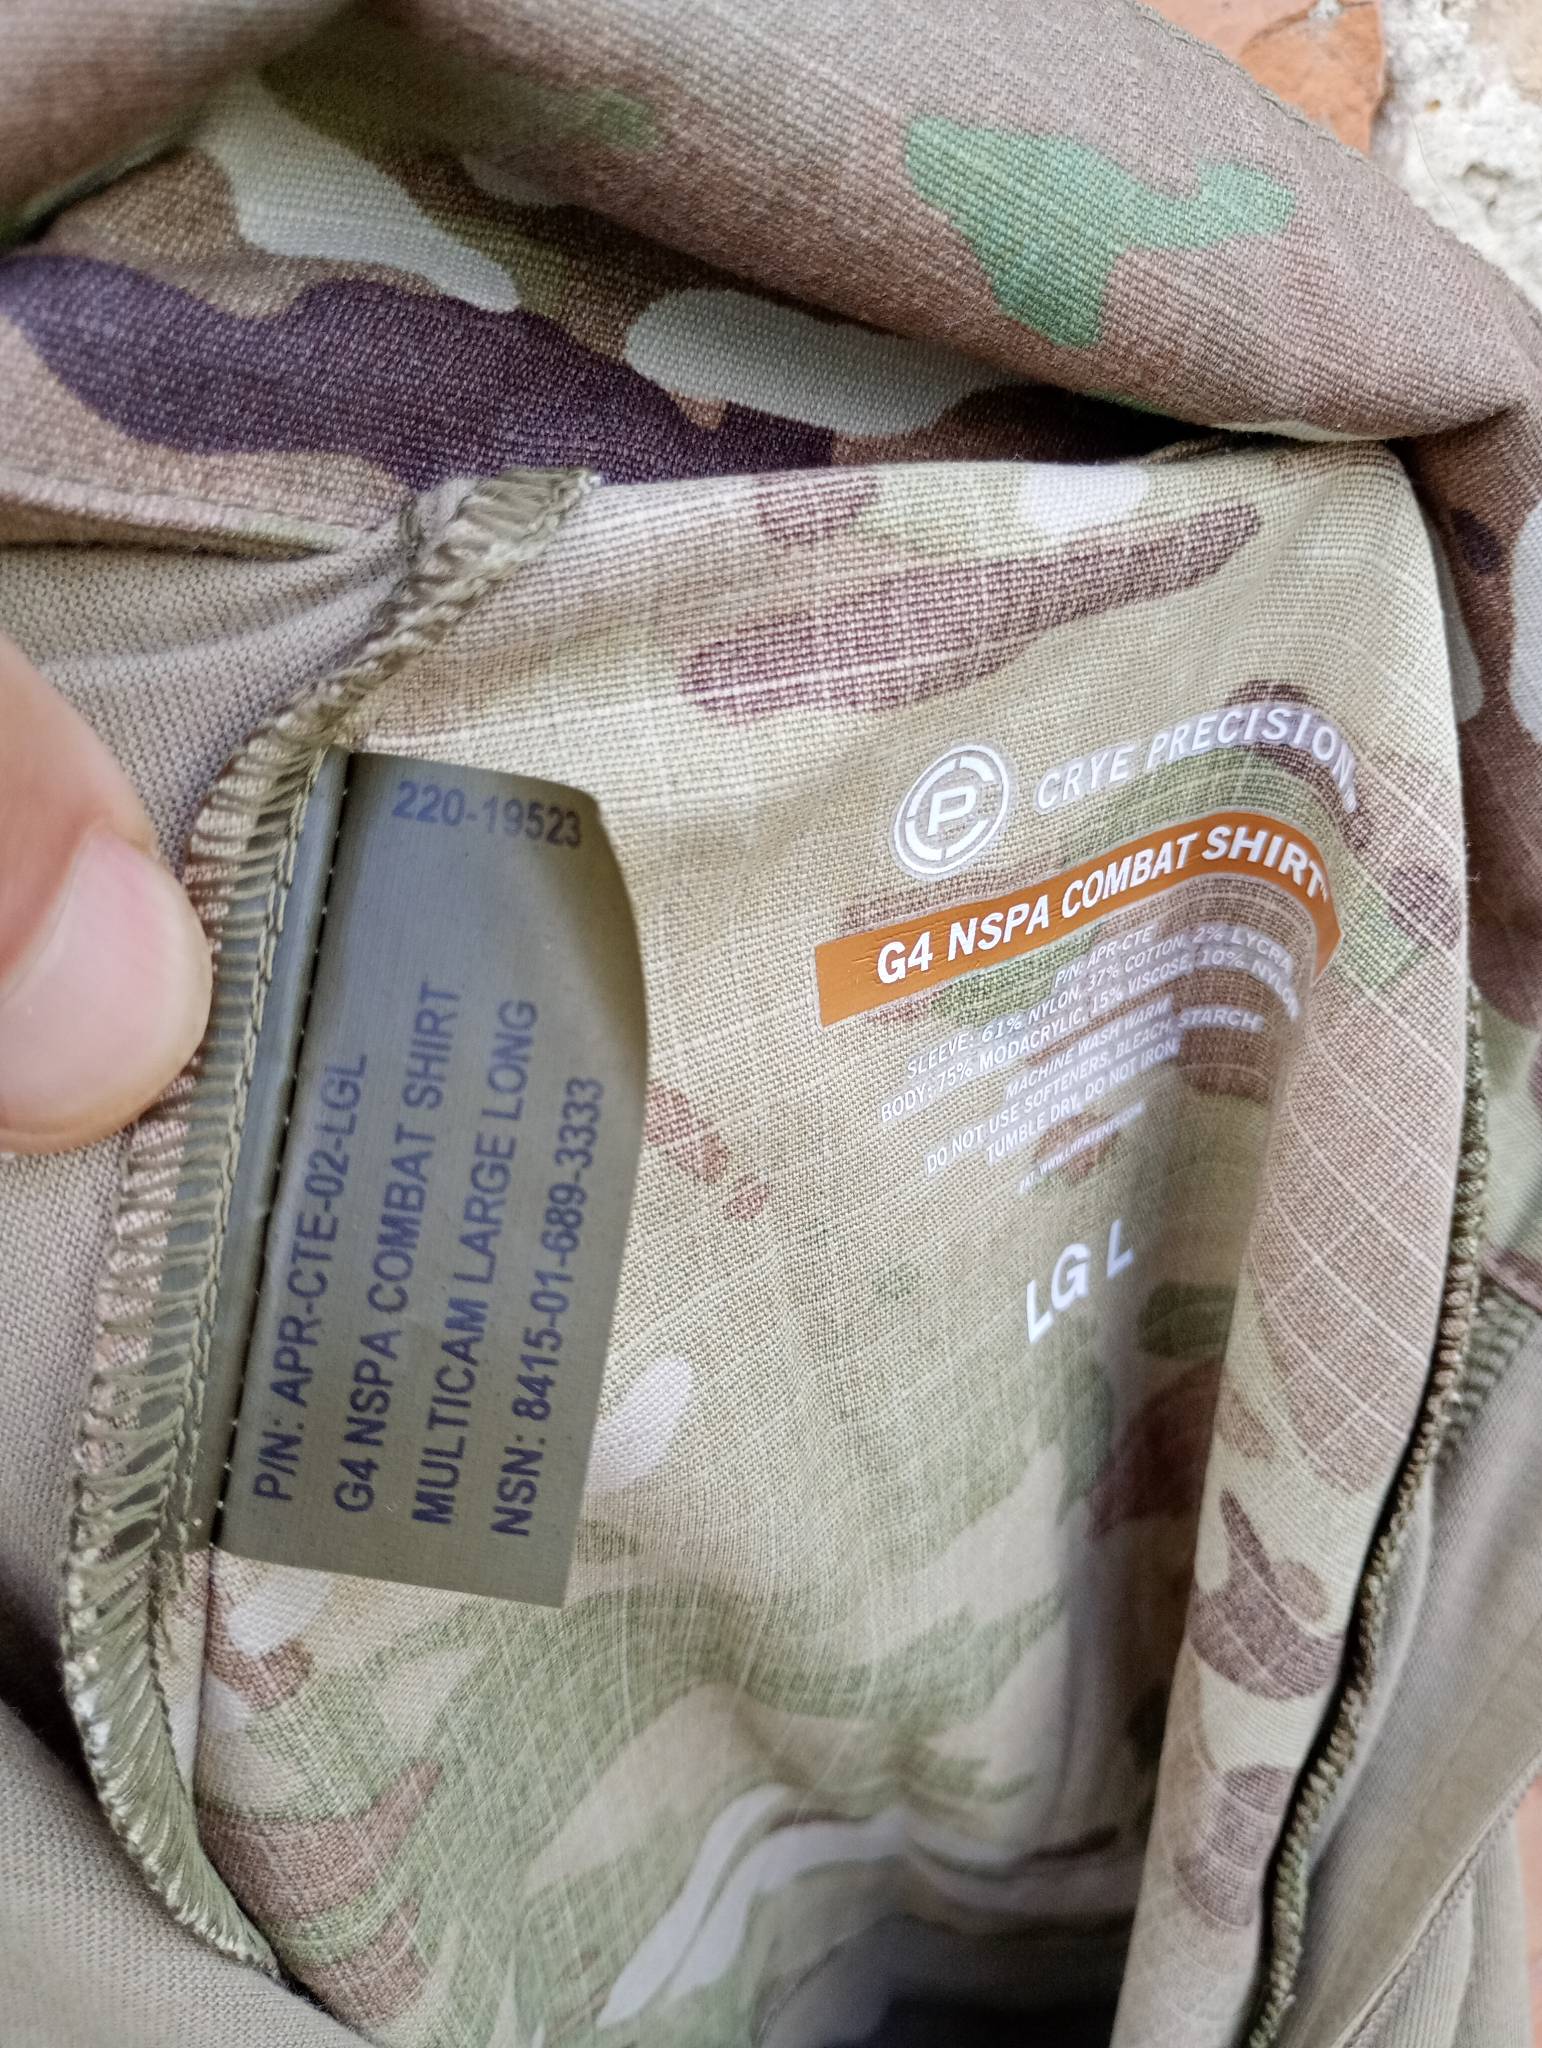 220-19523
P/N: APR-CTE-02-LGL
G4 NSPA COMBAT SHIRT
MULTICAM LARGE LONG
NSN: 8415-01-689-3333
CP
CRYE PRECISION
G4 NSPA COMBAT SHIRT™
P/N: APR-CTE
SLEEVE: 61% NYLON, 37% COTTON, 2% LYCRA
BODY: 75% MODACRYLIC, 15% VISCOSE, 10% NYLON
MACHINE WASH WARM
DO NOT USE SOFTENERS, BLEACH, STARCH
TUMBLE DRY, DO NOT IRON
LG L